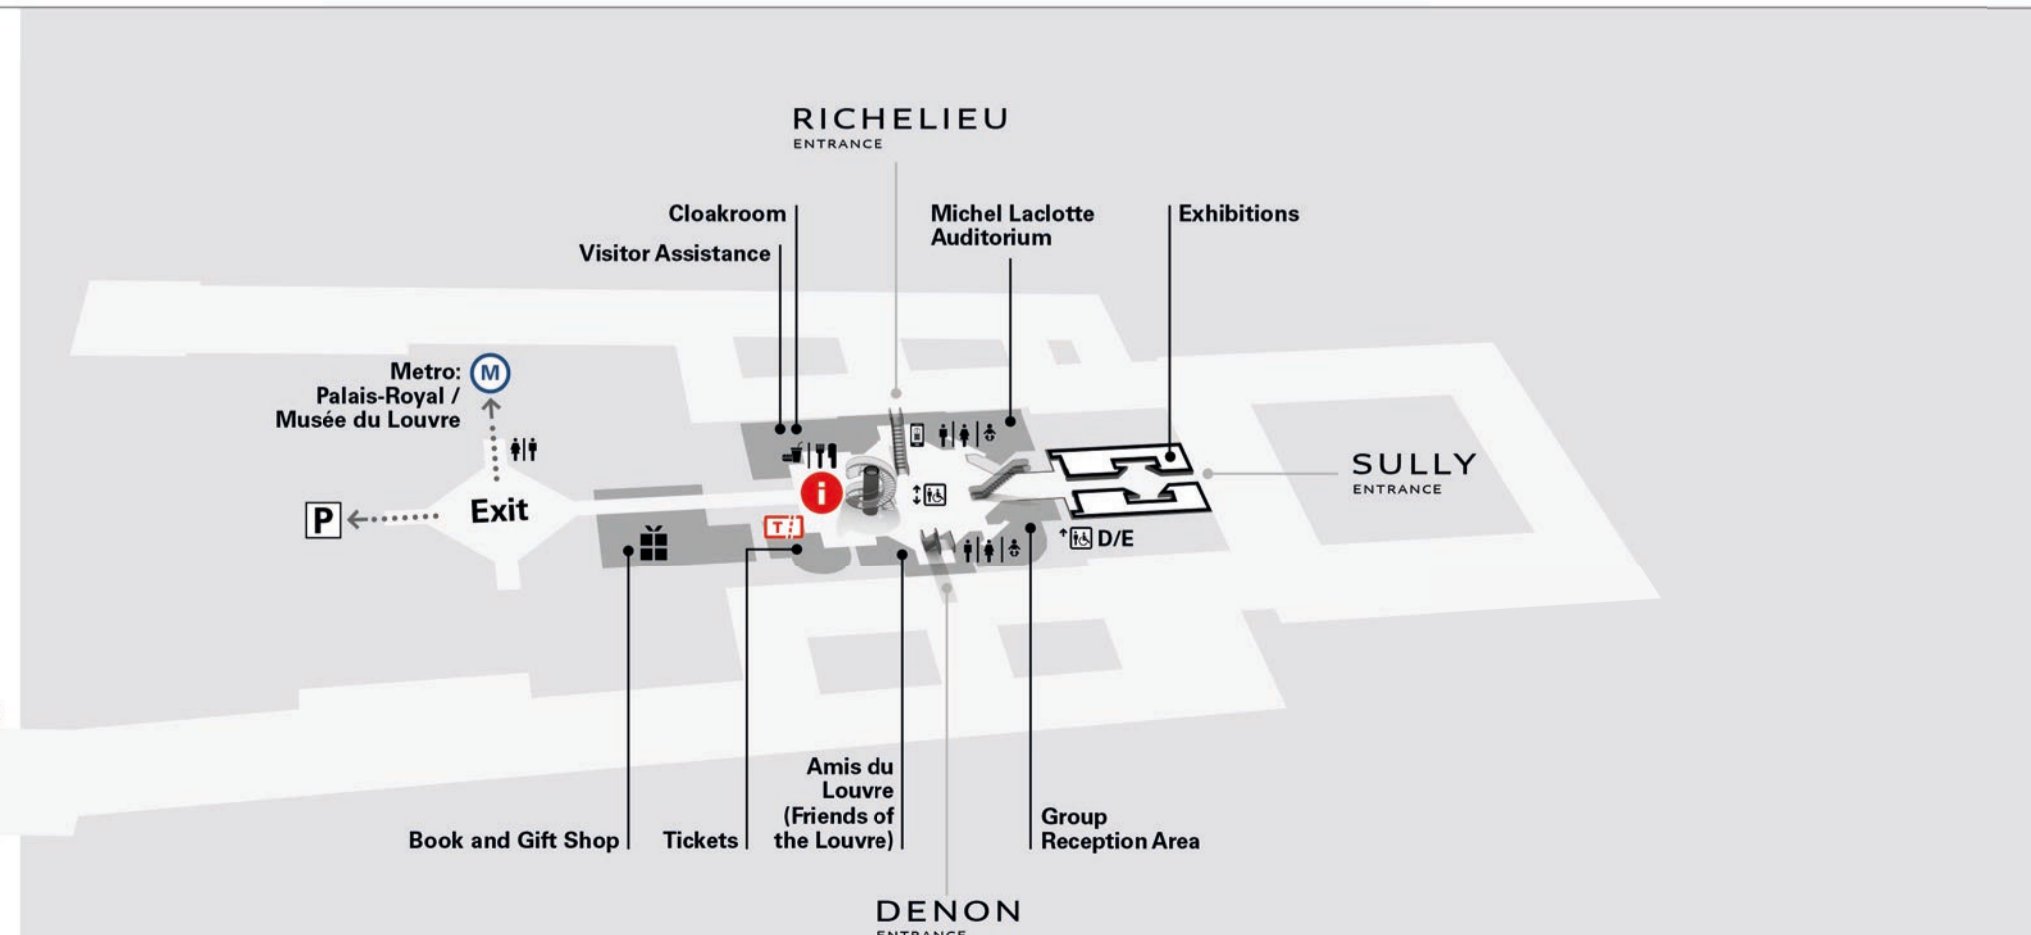 RICHELIEU
ENTRANCE
Cloakroom
Visitor Assistance
Michel Laclotte
Auditorium
Exhibitions
Metro:
Palais-Royal /
Musée du Louvre
M
P
Exit
i
T
D/E
SULLY
ENTRANCE
Book and Gift Shop
Tickets
Amis du
Louvre
(Friends of
the Louvre)
Group
Reception Area
DENON
ENTRANCE